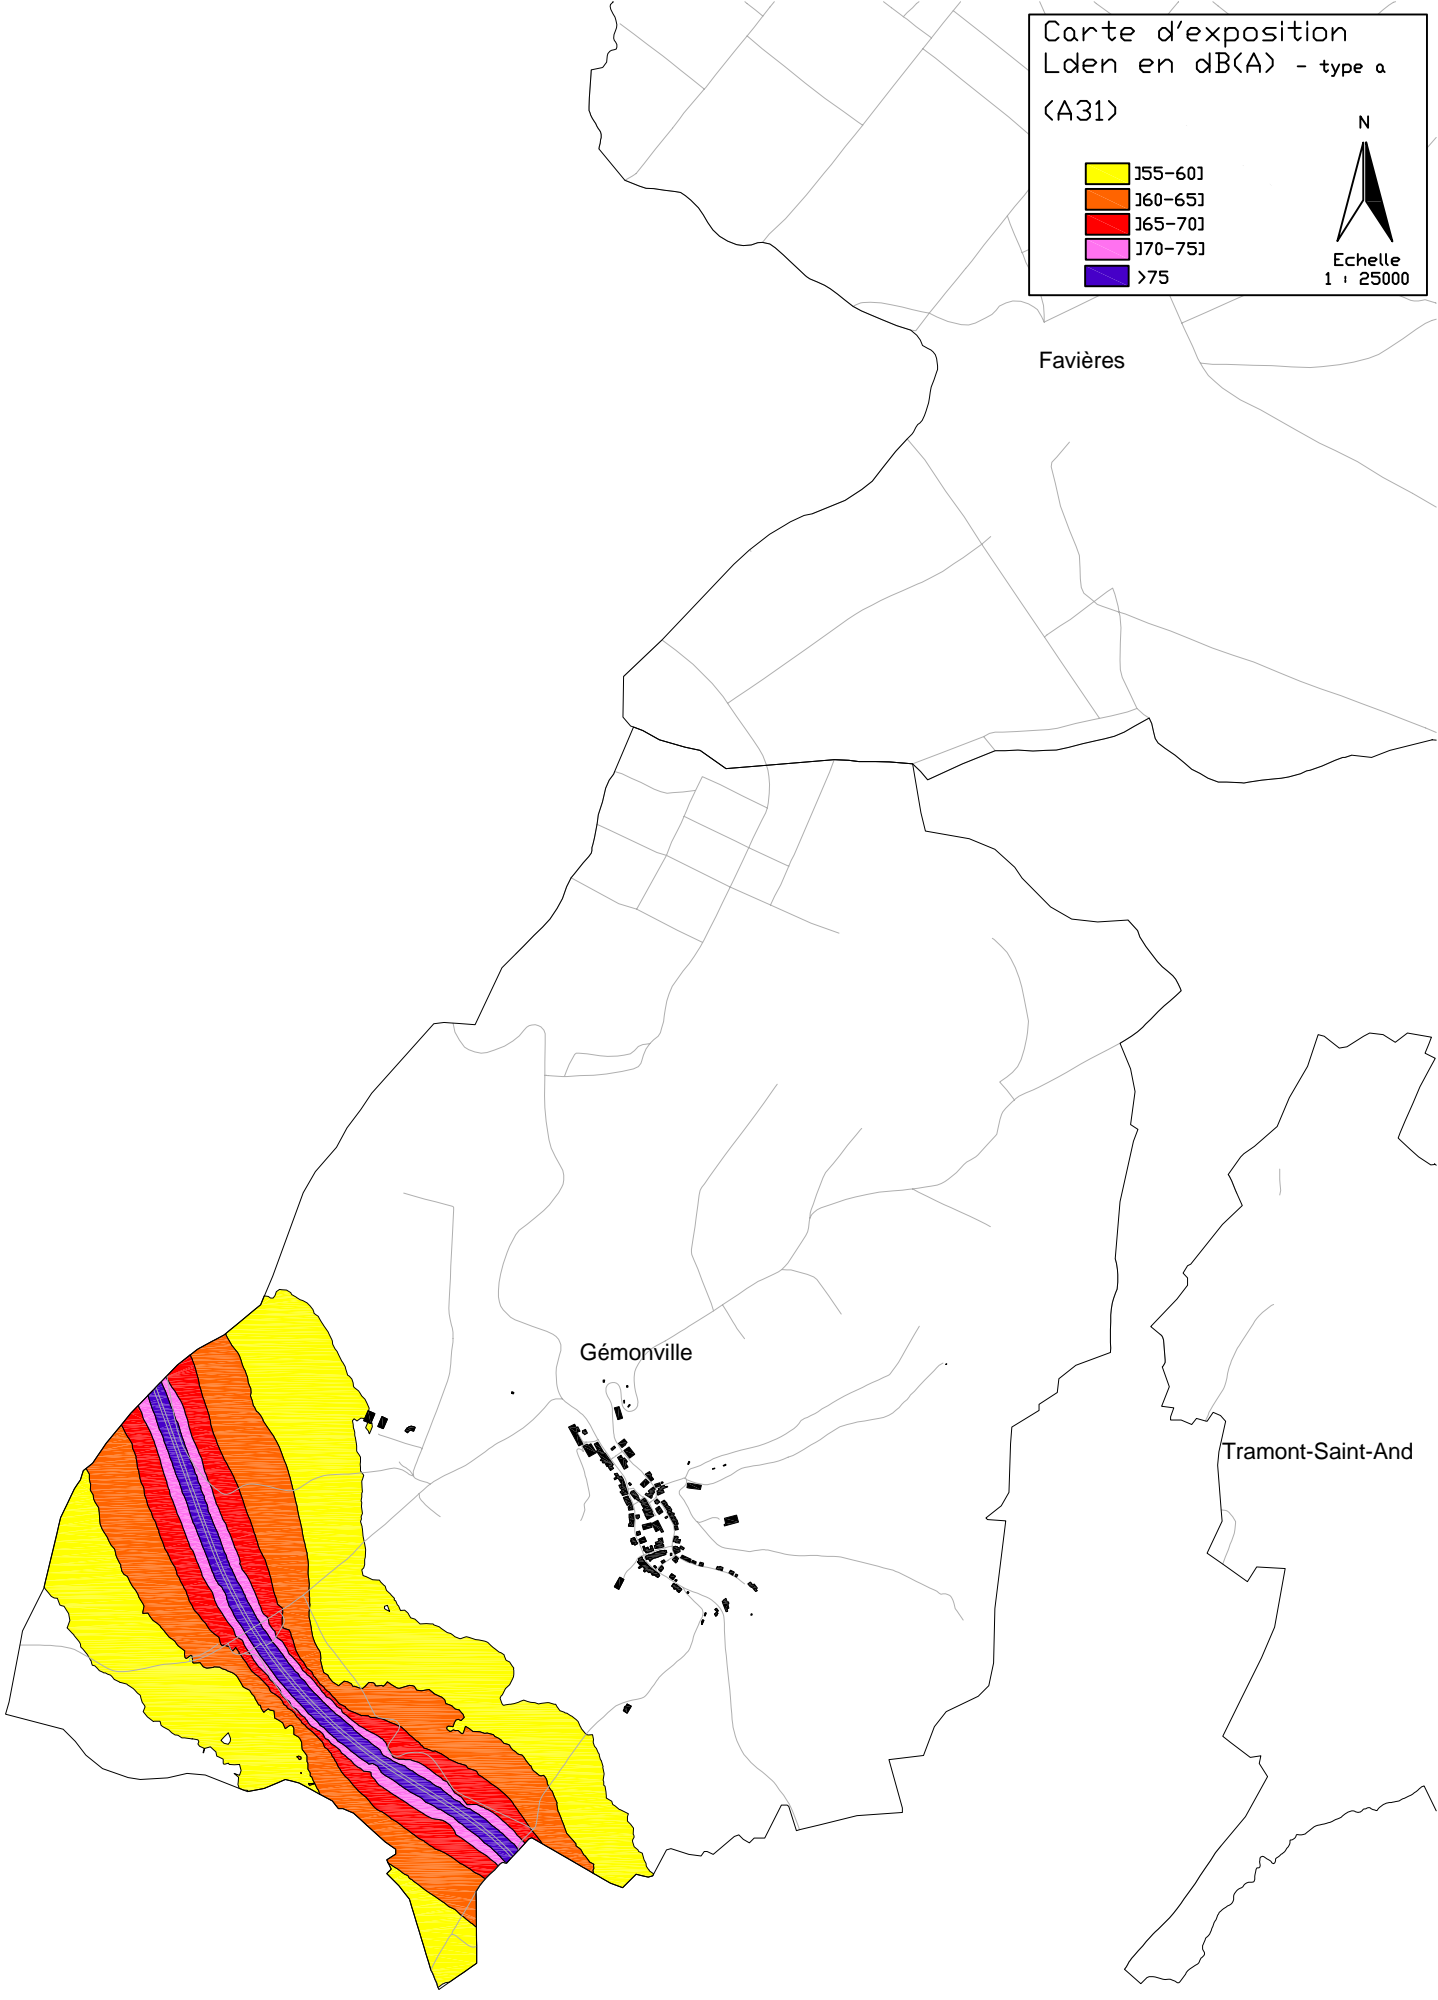 Carte d'exposition
Lden en dB(A) - type a
(A31)
N
]55-60]
]60-65]
]65-70]
]70-75]
>75
Echelle
1 : 25000
Favières
Gémonville
Tramont-Saint-And